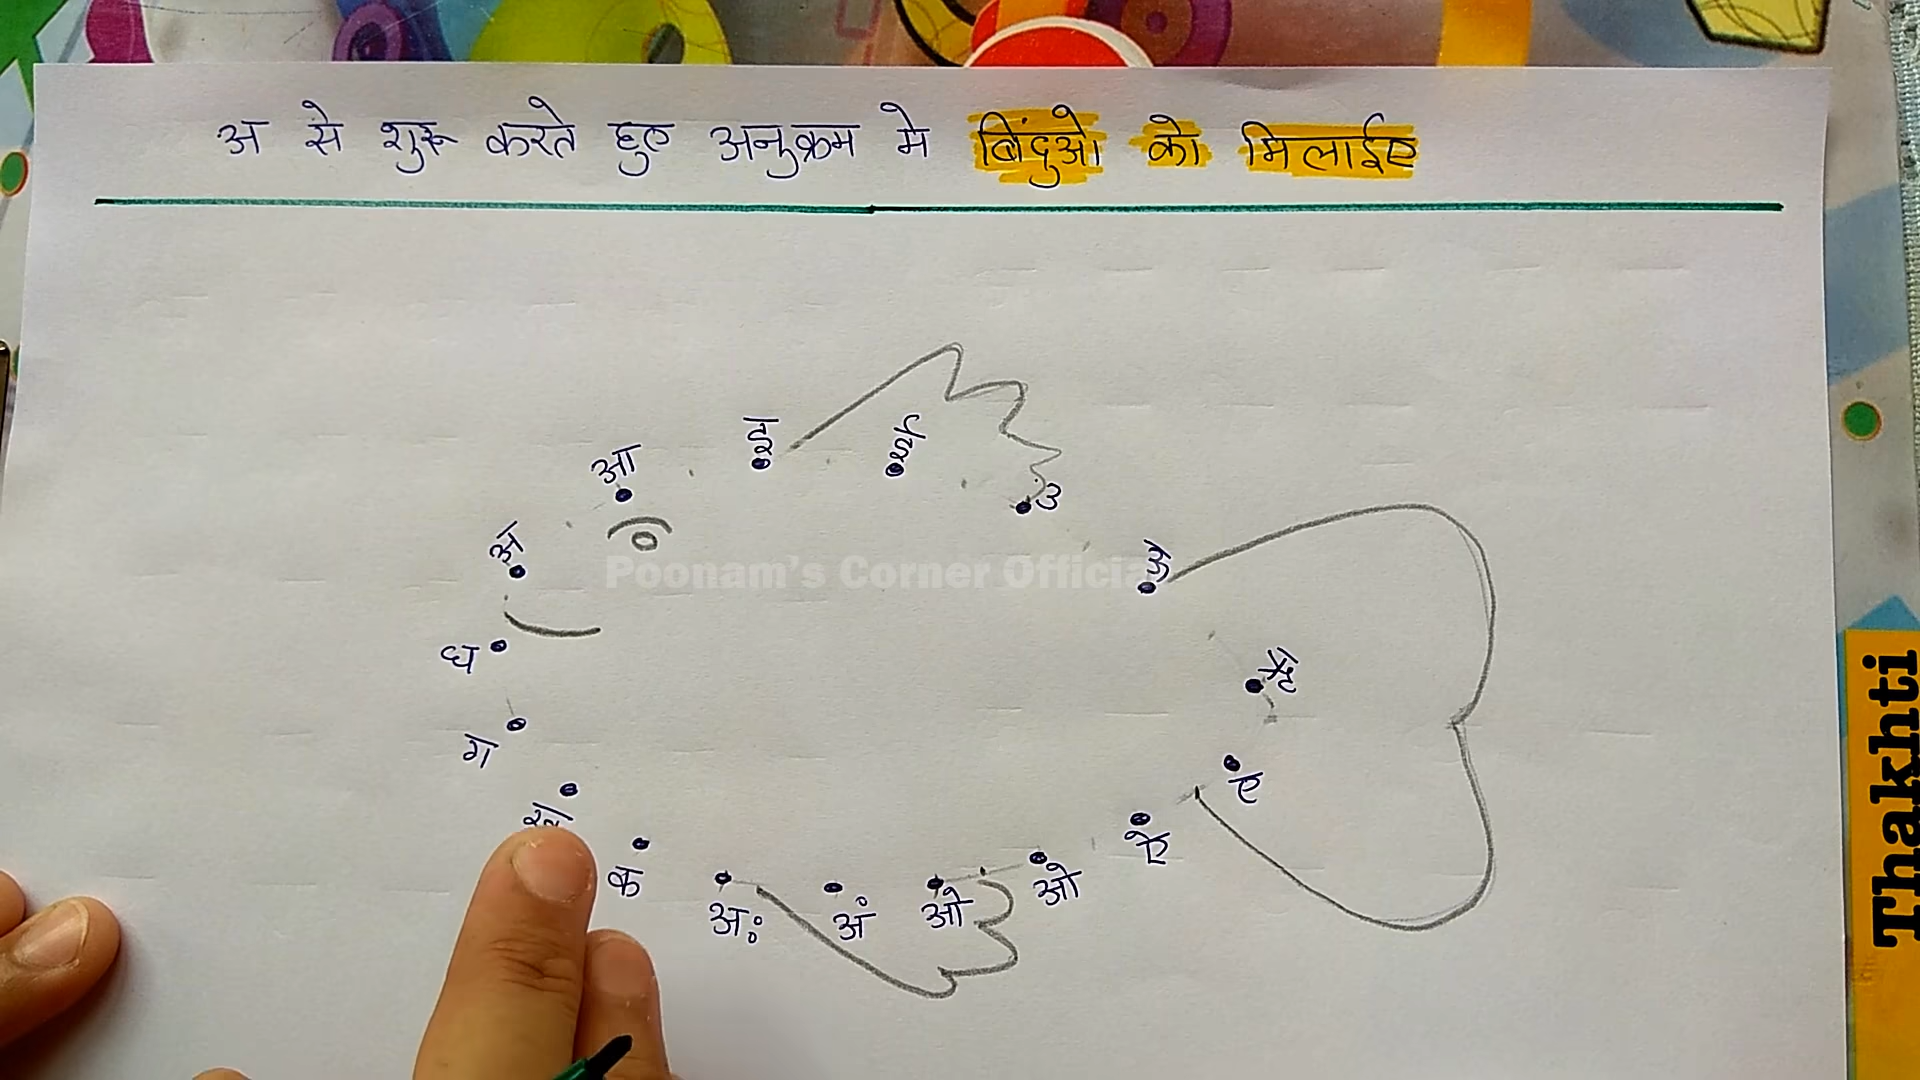 अ से शुरू करते हुए अनुक्रम मे बिंदुओ को मिलाईए
इ
ई
आ
उ
अ
ऊ
Poonam's Corner Official
घ
ऋ
ग
ए
ख
ऐ
क
अः
अं
ओ
ओ
Thakhti